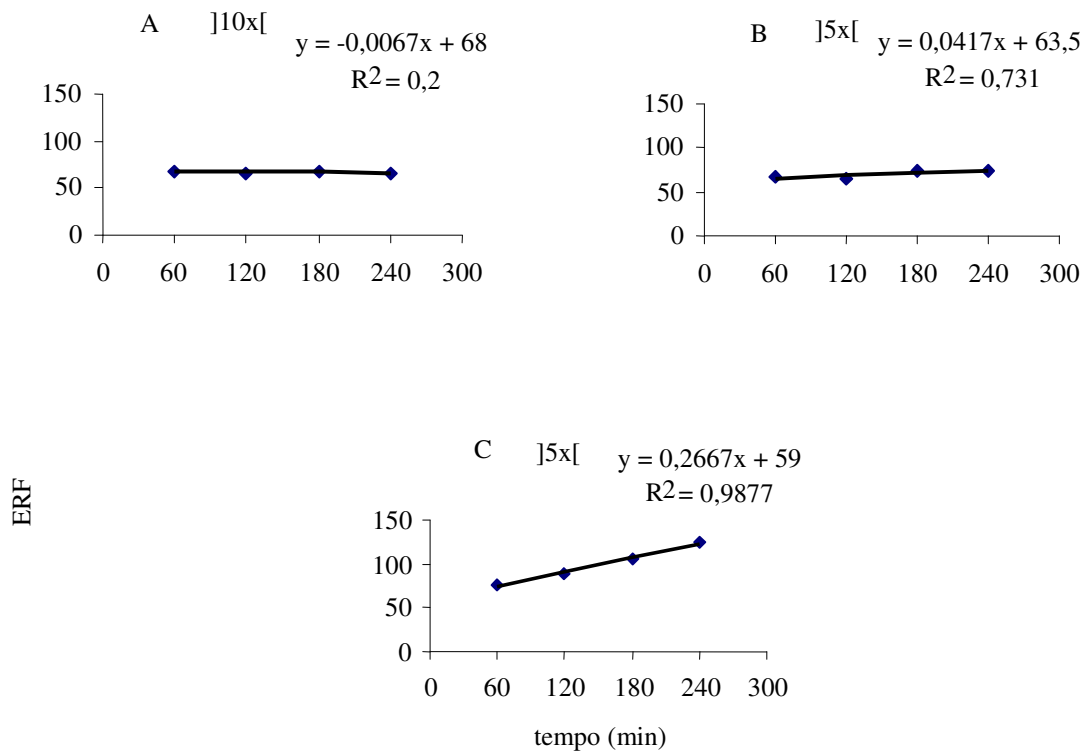 A ]10x[ y = -0,0067x + 68
R2 = 0,2
150
100
50
0
0 60 120 180 240 300
B ]5x[ y = 0,0417x + 63,5
R2 = 0,731
150
100
50
0
0 60 120 180 240 300
C ]5x[ y = 0,2667x + 59
R2 = 0,9877
150
100
50
0
0 60 120 180 240 300
ERF
tempo (min)